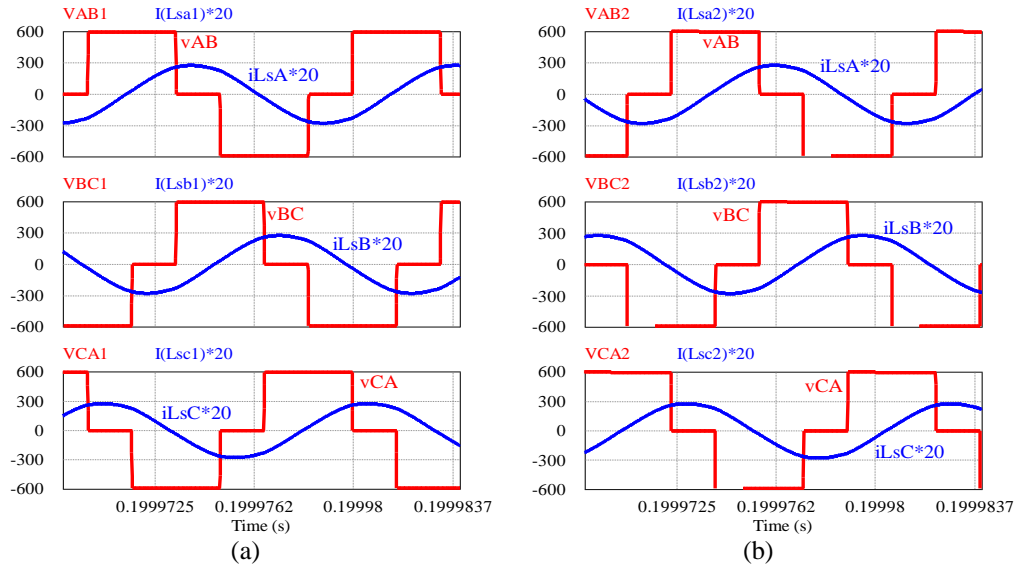 VAB1 I(Lsa1)*20
600
300
0
-300
-600
vAB
iLsA*20
VBC1 I(Lsb1)*20
600
300
0
-300
-600
vBC
iLsB*20
VCA1 I(Lsc1)*20
600
300
0
-300
-600
vCA
iLsC*20
0.1999725 0.1999762 0.19998 0.1999837
Time (s)
(a)
VAB2 I(Lsa2)*20
600
300
0
-300
-600
vAB
iLsA*20
VBC2 I(Lsb2)*20
600
300
0
-300
-600
vBC
iLsB*20
VCA2 I(Lsc2)*20
600
300
0
-300
-600
vCA
iLsC*20
0.1999725 0.1999762 0.19998 0.1999837
Time (s)
(b)